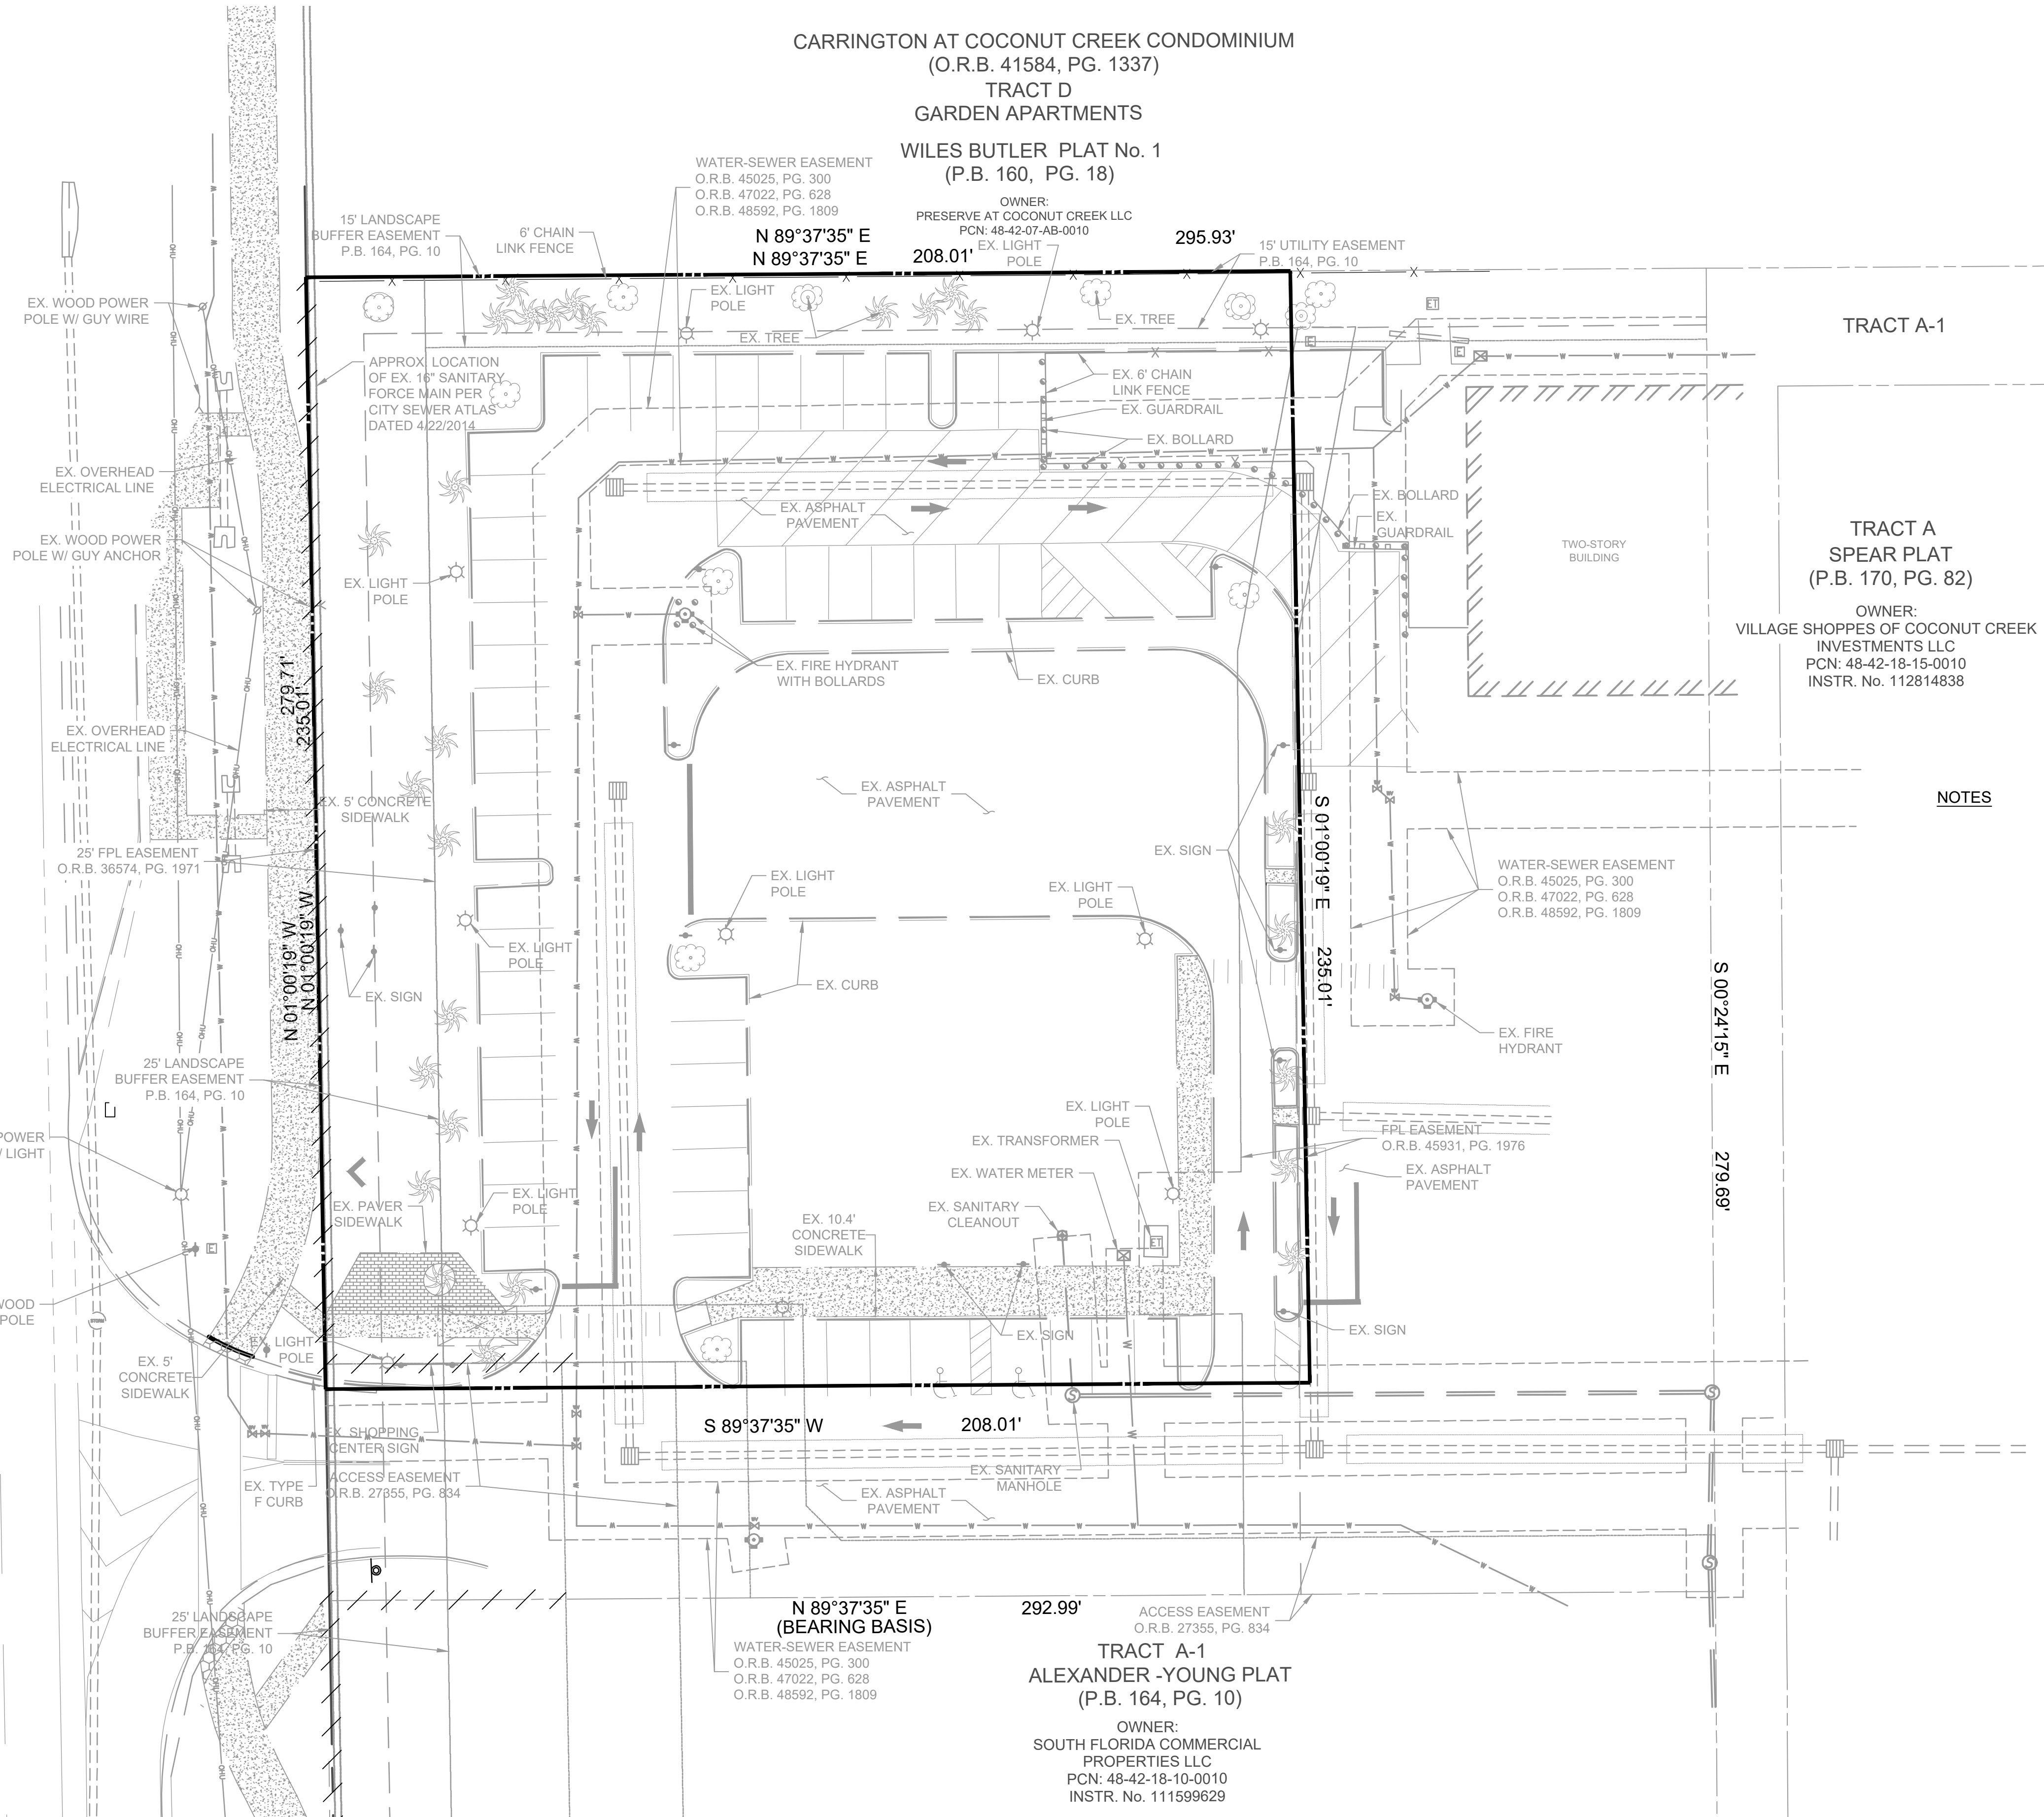 CARRINGTON AT COCONUT CREEK CONDOMINIUM
(O.R.B. 41584, PG. 1337)
TRACT D
GARDEN APARTMENTS
WILES BUTLER PLAT No. 1
(P.B. 160, PG. 18)
OWNER:
PRESERVE AT COCONUT CREEK LLC
PCN: 48-42-07-AB-0010
WATER-SEWER EASEMENT
O.R.B. 45025, PG. 300
O.R.B. 47022, PG. 628
O.R.B. 48592, PG. 1809
15' LANDSCAPE
BUFFER EASEMENT
P.B. 164, PG. 10
6' CHAIN
LINK FENCE
N 89°37'35" E
N 89°37'35" E
208.01'
295.93'
EX. LIGHT
POLE
15' UTILITY EASEMENT
P.B. 164, PG. 10
EX. WOOD POWER
POLE W/ GUY WIRE
EX. LIGHT
POLE
EX. TREE
EX. TREE
ET
E
E
TRACT A-1
APPROX. LOCATION
OF EX. 16" SANITARY
FORCE MAIN PER
CITY SEWER ATLAS
DATED 4/22/2014
EX. 6' CHAIN
LINK FENCE
EX. GUARDRAIL
EX. BOLLARD
EX. OVERHEAD
ELECTRICAL LINE
EX. ASPHALT
PAVEMENT
EX. BOLLARD
EX.
GUARDRAIL
EX. WOOD POWER
POLE W/ GUY ANCHOR
EX. LIGHT
POLE
TWO-STORY
BUILDING
TRACT A
SPEAR PLAT
(P.B. 170, PG. 82)
OWNER:
VILLAGE SHOPPES OF COCONUT CREEK
INVESTMENTS LLC
PCN: 48-42-18-15-0010
INSTR. No. 112814838
EX. FIRE HYDRANT
WITH BOLLARDS
EX. CURB
279.71'
235.01'
EX. OVERHEAD
ELECTRICAL LINE
EX. 5' CONCRETE
SIDEWALK
EX. ASPHALT
PAVEMENT
NOTES
25' FPL EASEMENT
O.R.B. 36574, PG. 1971
EX. SIGN
S 01°00'19" E
235.01'
WATER-SEWER EASEMENT
O.R.B. 45025, PG. 300
O.R.B. 47022, PG. 628
O.R.B. 48592, PG. 1809
EX. LIGHT
POLE
EX. LIGHT
POLE
N 01°00'19" W
N 01°00'19" W
EX. LIGHT
POLE
EX. SIGN
EX. CURB
S 00°24'15" E
279.69'
EX. FIRE
HYDRANT
25' LANDSCAPE
BUFFER EASEMENT
P.B. 164, PG. 10
POWER
/ LIGHT
EX. LIGHT
POLE
EX. TRANSFORMER
EX. WATER METER
EX. SANITARY
CLEANOUT
FPL EASEMENT
O.R.B. 45931, PG. 1976
EX. ASPHALT
PAVEMENT
EX. PAVER
SIDEWALK
EX. LIGHT
POLE
EX. 10.4'
CONCRETE
SIDEWALK
ET
E
WOOD
POLE
EX. LIGHT
POLE
EX. SIGN
EX. SIGN
EX. 5'
CONCRETE
SIDEWALK
S
S
S 89°37'35" W
208.01'
EX. SHOPPING
CENTER SIGN
EX. TYPE
F CURB
ACCESS EASEMENT
O.R.B. 27355, PG. 834
EX. SANITARY
MANHOLE
EX. ASPHALT
PAVEMENT
S
N 89°37'35" E
(BEARING BASIS)
292.99'
ACCESS EASEMENT
O.R.B. 27355, PG. 834
25' LANDSCAPE
BUFFER EASEMENT
P.B. 164, PG. 10
WATER-SEWER EASEMENT
O.R.B. 45025, PG. 300
O.R.B. 47022, PG. 628
O.R.B. 48592, PG. 1809
TRACT A-1
ALEXANDER -YOUNG PLAT
(P.B. 164, PG. 10)
OWNER:
SOUTH FLORIDA COMMERCIAL
PROPERTIES LLC
PCN: 48-42-18-10-0010
INSTR. No. 111599629